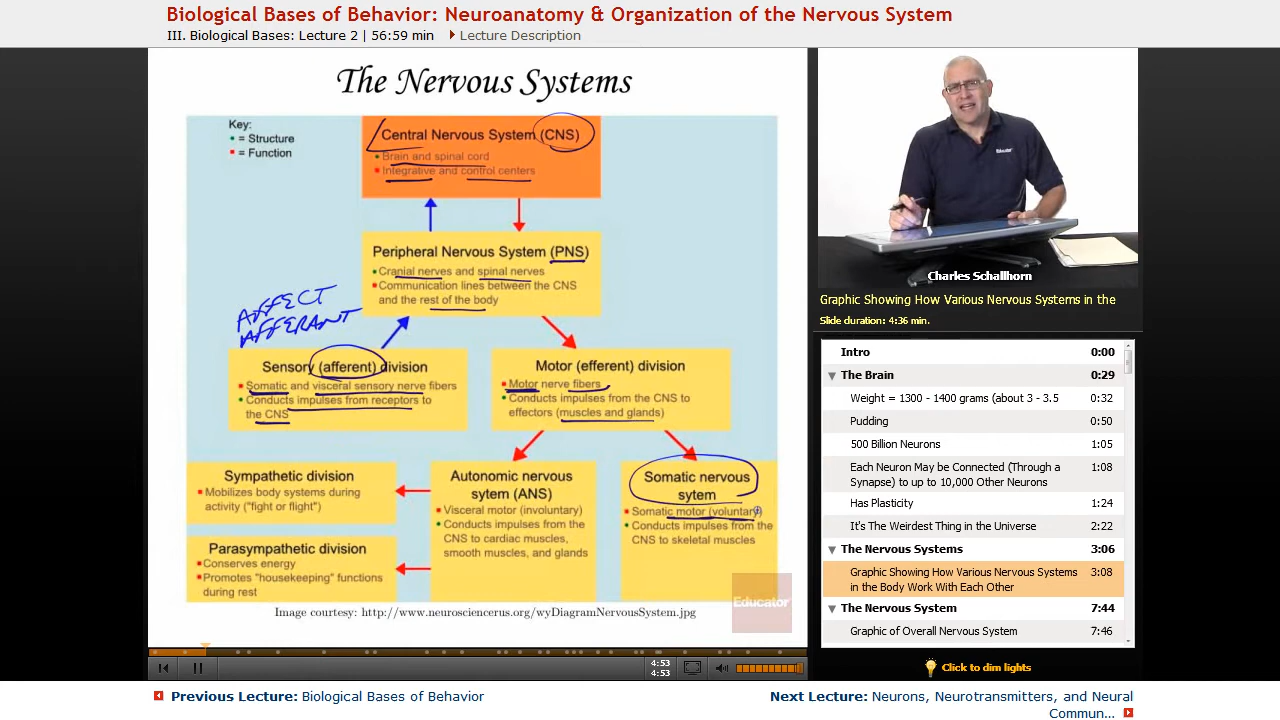 Biological Bases of Behavior: Neuroanatomy & Organization of the Nervous System
III. Biological Bases: Lecture 2 | 56:59 min Lecture Description
The Nervous Systems
Key:
= Structure
= Function
Central Nervous System (CNS)
Brain and spinal cord
Integrative and control centers
Peripheral Nervous System (PNS)
Cranial nerves and spinal nerves
Communication lines between the CNS
and the rest of the body
AFFECT
AFFERANT
Sensory (afferent) division
Somatic and visceral sensory nerve fibers
Conducts impulses from receptors to
the CNS
Motor (efferent) division
Motor nerve fibers
Conducts impulses from the CNS to
effectors (muscles and glands)
Sympathetic division
Mobilizes body systems during
activity ("fight or flight")
Parasympathetic division
Conserves energy
Promotes "housekeeping" functions
during rest
Autonomic nervous
sytem (ANS)
Visceral motor (involuntary)
Conducts impulses from the
CNS to cardiac muscles,
smooth muscles, and glands
Somatic nervous
sytem
Somatic motor (voluntary)
Conducts impulses from the
CNS to skeletal muscles
Educator
Image courtesy: http://www.neurosciencerus.org/wyDiagramNervousSystem.jpg
Educator
Charles Schallhorn
Graphic Showing How Various Nervous Systems in the
Slide duration: 4:36 min.
Intro 0:00
The Brain 0:29
Weight = 1300 - 1400 grams (about 3 - 3.5 0:32
Pudding 0:50
500 Billion Neurons 1:05
Each Neuron May be Connected (Through a 1:08
Synapse) to up to 10,000 Other Neurons
Has Plasticity 1:24
It's The Weirdest Thing in the Universe 2:22
The Nervous Systems 3:06
Graphic Showing How Various Nervous Systems 3:08
in the Body Work With Each Other
The Nervous System 7:44
Graphic of Overall Nervous System 7:46
4:53
4:53
Click to dim lights
Previous Lecture: Biological Bases of Behavior
Next Lecture: Neurons, Neurotransmitters, and Neural
Commun...